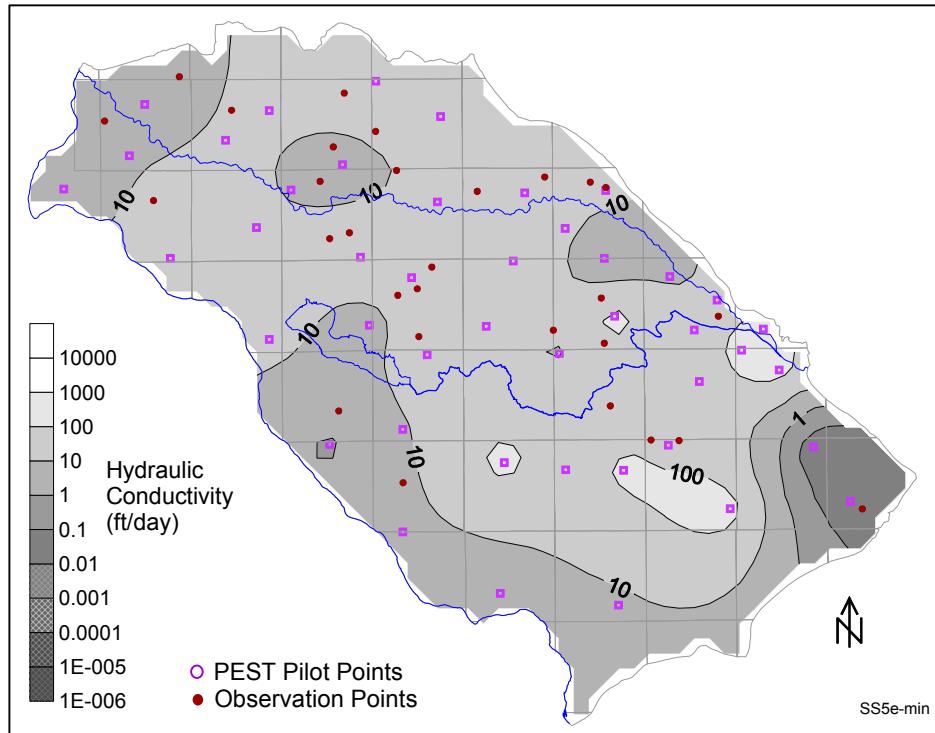 10
10
10
10
1
10
100
10
10000
1000
100
10
1
0.1
0.01
0.001
0.0001
1E-005
1E-006
Hydraulic
Conductivity
(ft/day)
PEST Pilot Points
Observation Points
N
SS5e-min